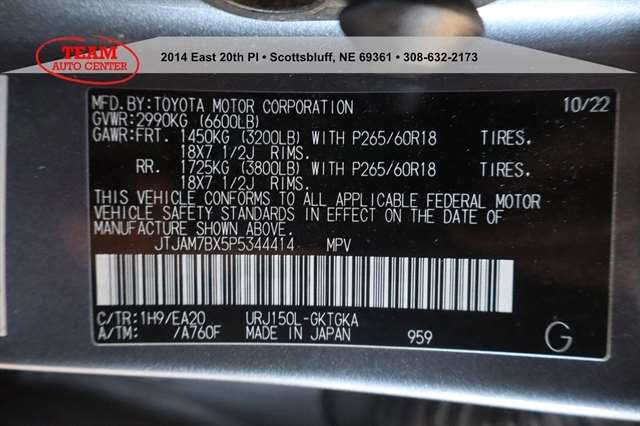 TEAM
AUTO CENTER
2014 East 20th Pl • Scottsbluff, NE 69361 • 308-632-2173
MFD. BY: TOYOTA MOTOR CORPORATION 10/22
GVWR: 2990KG (6600LB)
GAWR: FRT. 1450KG (3200LB) WITH P265/60R18 TIRES.
18X7 1/2J RIMS.
RR. 1725KG (3800LB) WITH P265/60R18 TIRES.
18X7 1/2J RIMS.
THIS VEHICLE CONFORMS TO ALL APPLICABLE FEDERAL MOTOR
VEHICLE SAFETY STANDARDS IN EFFECT ON THE DATE OF
MANUFACTURE SHOWN ABOVE.
JTJAM7BX5P5344414 MPV
C/TR: 1H9/EA20 URJ150L-GKTGKA
A/TM: /A760F MADE IN JAPAN 959 G